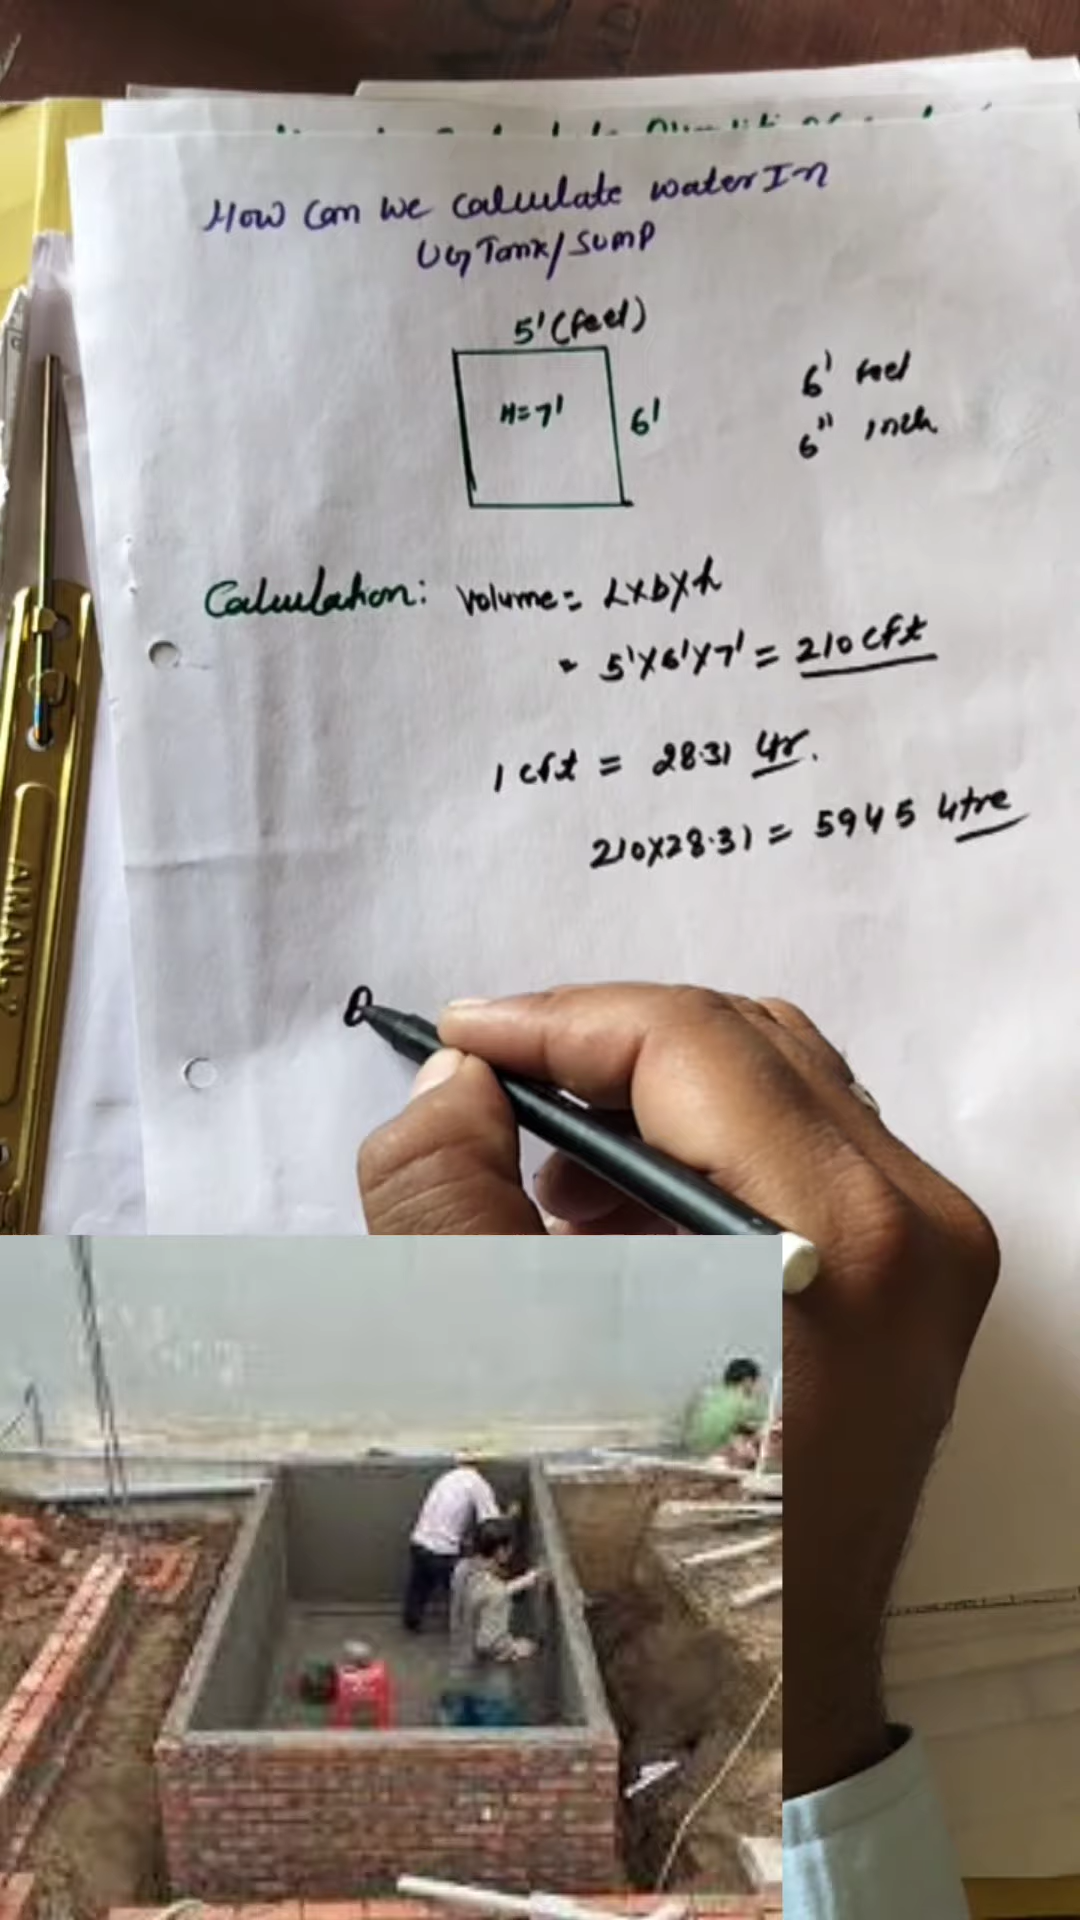 How Can We Calculate water In
UG Tank/Sump
5' (feet)
H=7'
6'
6' feet
6" inch
Calculation: Volume = L×b×h
= 5'×6'×7' = 210 cft
1 cft = 28.31 Ltr.
210×28.31 = 5945 Litre
AMAN